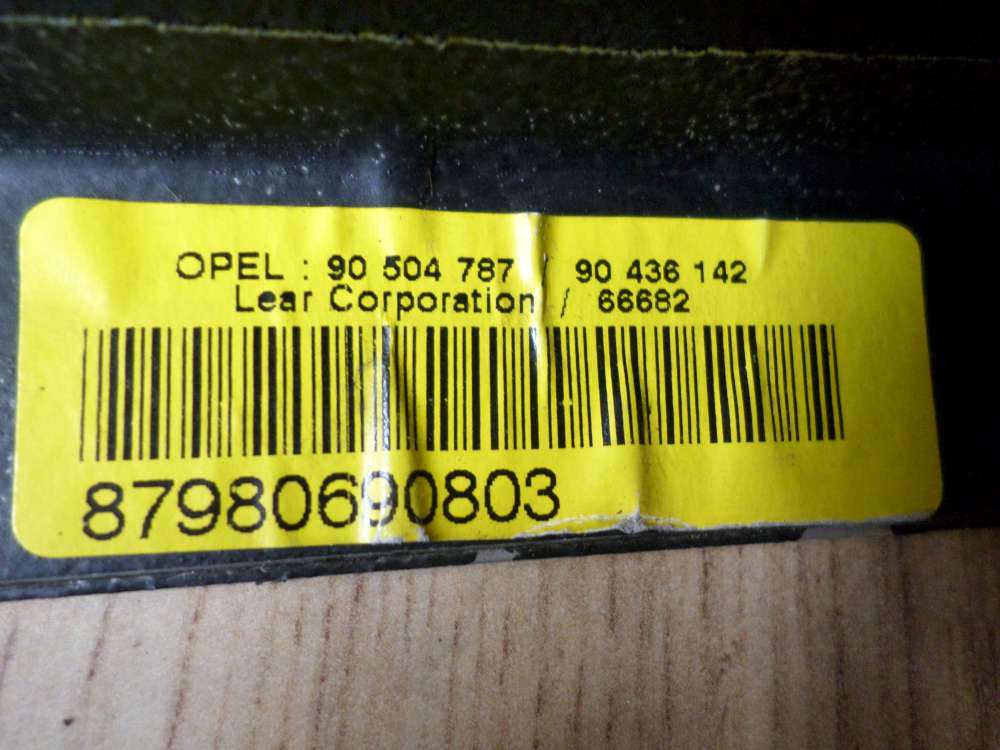 OPEL : 90 504 787 / 90 436 142
Lear Corporation / 66682
87980690803